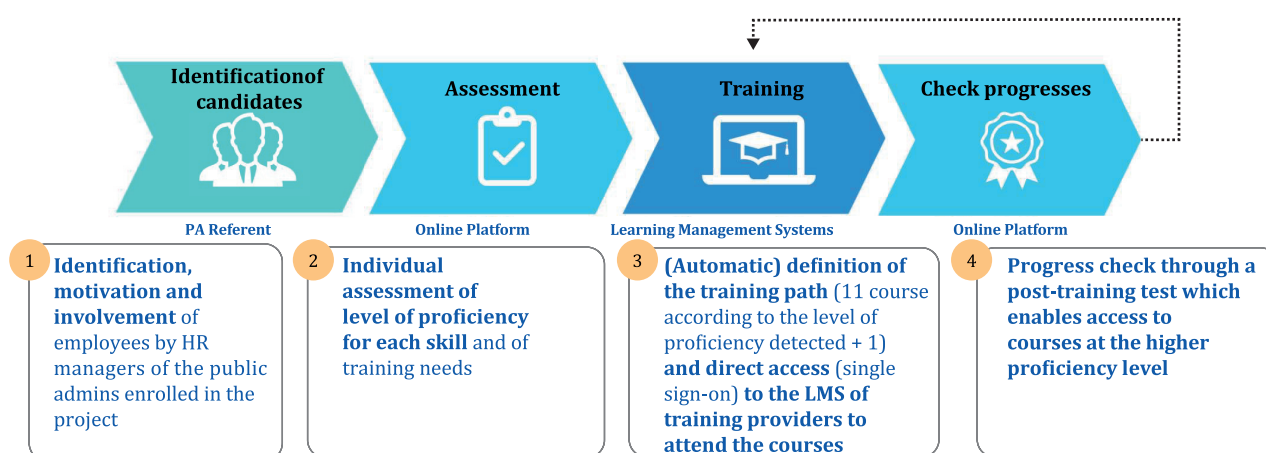 Identificationof
candidates
Assessment
Training
Check progresses
PA Referent
Online Platform
Learning Management Systems
Online Platform
1
Identification,
motivation and
involvement of
employees by HR
managers of the public
admins enrolled in the
project
2
Individual
assessment of
level of proficiency
for each skill and of
training needs
3
(Automatic) definition of
the training path (11 course
according to the level of
proficiency detected + 1)
and direct access (single
sign-on) to the LMS of
training providers to
attend the courses
4
Progress check through a
post-training test which
enables access to
courses at the higher
proficiency level